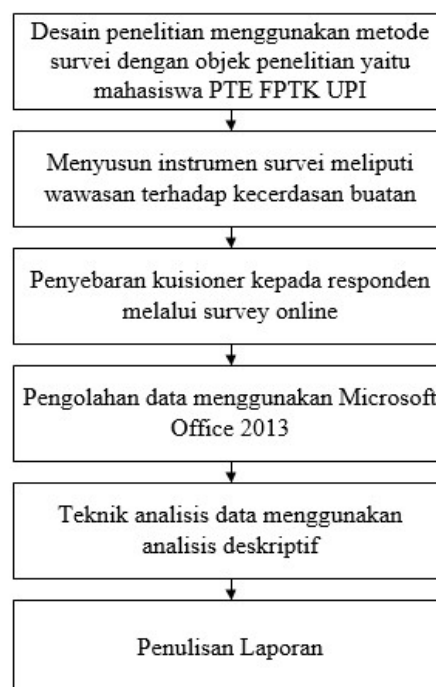 Desain penelitian menggunakan metode
survei dengan objek penelitian yaitu
mahasiswa PTE FPTK UPI
Menyusun instrumen survei meliputi
wawasan terhadap kecerdasan buatan
Penyebaran kuisioner kepada responden
melalui survey online
Pengolahan data menggunakan Microsoft
Office 2013
Teknik analisis data menggunakan
analisis deskriptif
Penulisan Laporan